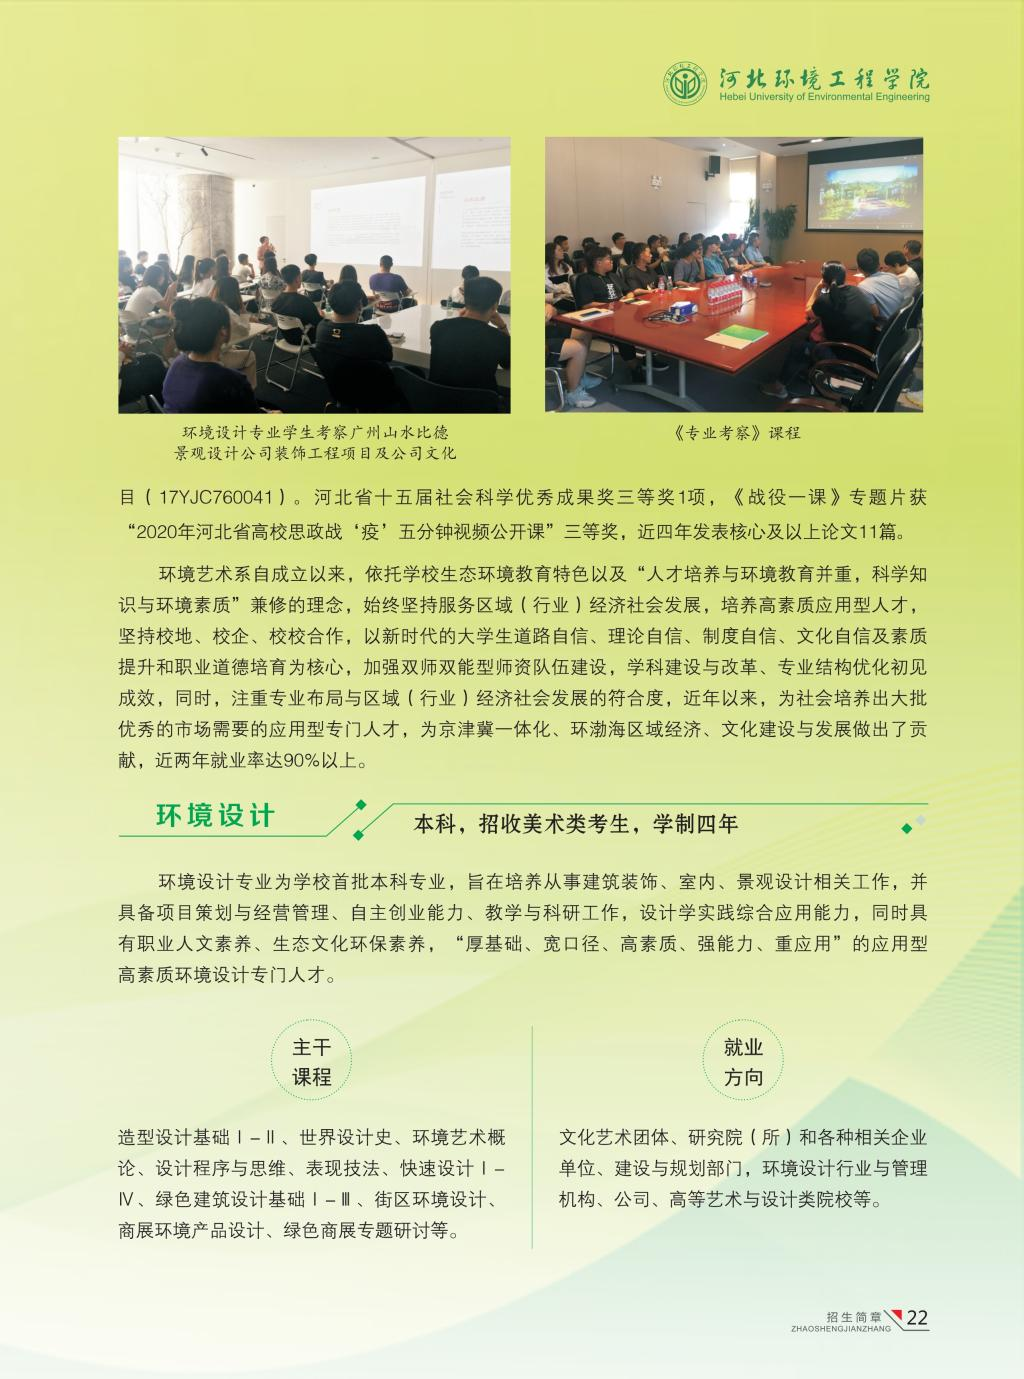 河北环境工程学院
Hebei University of Environmental Engineering
环境设计专业学生考察广州山水比德
景观设计公司装饰工程项目及公司文化
《专业考察》课程
目（17YJC760041）。河北省十五届社会科学优秀成果奖三等奖1项，《战役一课》专题片获
“2020年河北省高校思政战‘疫’五分钟视频公开课”三等奖，近四年发表核心及以上论文11篇。
环境艺术系自成立以来，依托学校生态环境教育特色以及“人才培养与环境教育并重，科学知
识与环境素质”兼修的理念，始终坚持服务区域（行业）经济社会发展，培养高素质应用型人才，
坚持校地、校企、校校合作，以新时代的大学生道路自信、理论自信、制度自信、文化自信及素质
提升和职业道德培育为核心，加强双师双能型师资队伍建设，学科建设与改革、专业结构优化初见
成效，同时，注重专业布局与区域（行业）经济社会发展的符合度，近年以来，为社会培养出大批
优秀的市场需要的应用型专门人才，为京津冀一体化、环渤海区域经济、文化建设与发展做出了贡
献，近两年就业率达90%以上。
环境设计
本科，招收美术类考生，学制四年
环境设计专业为学校首批本科专业，旨在培养从事建筑装饰、室内、景观设计相关工作，并
具备项目策划与经营管理、自主创业能力、教学与科研工作，设计学实践综合应用能力，同时具
有职业人文素养、生态文化环保素养，“厚基础、宽口径、高素质、强能力、重应用”的应用型
高素质环境设计专门人才。
主干
课程
造型设计基础Ⅰ-Ⅱ、世界设计史、环境艺术概
论、设计程序与思维、表现技法、快速设计Ⅰ-
Ⅳ、绿色建筑设计基础Ⅰ-Ⅲ、街区环境设计、
商展环境产品设计、绿色商展专题研讨等。
就业
方向
文化艺术团体、研究院（所）和各种相关企业
单位、建设与规划部门，环境设计行业与管理
机构、公司、高等艺术与设计类院校等。
招生简章 22
ZHAOSHENGJIANZHANG